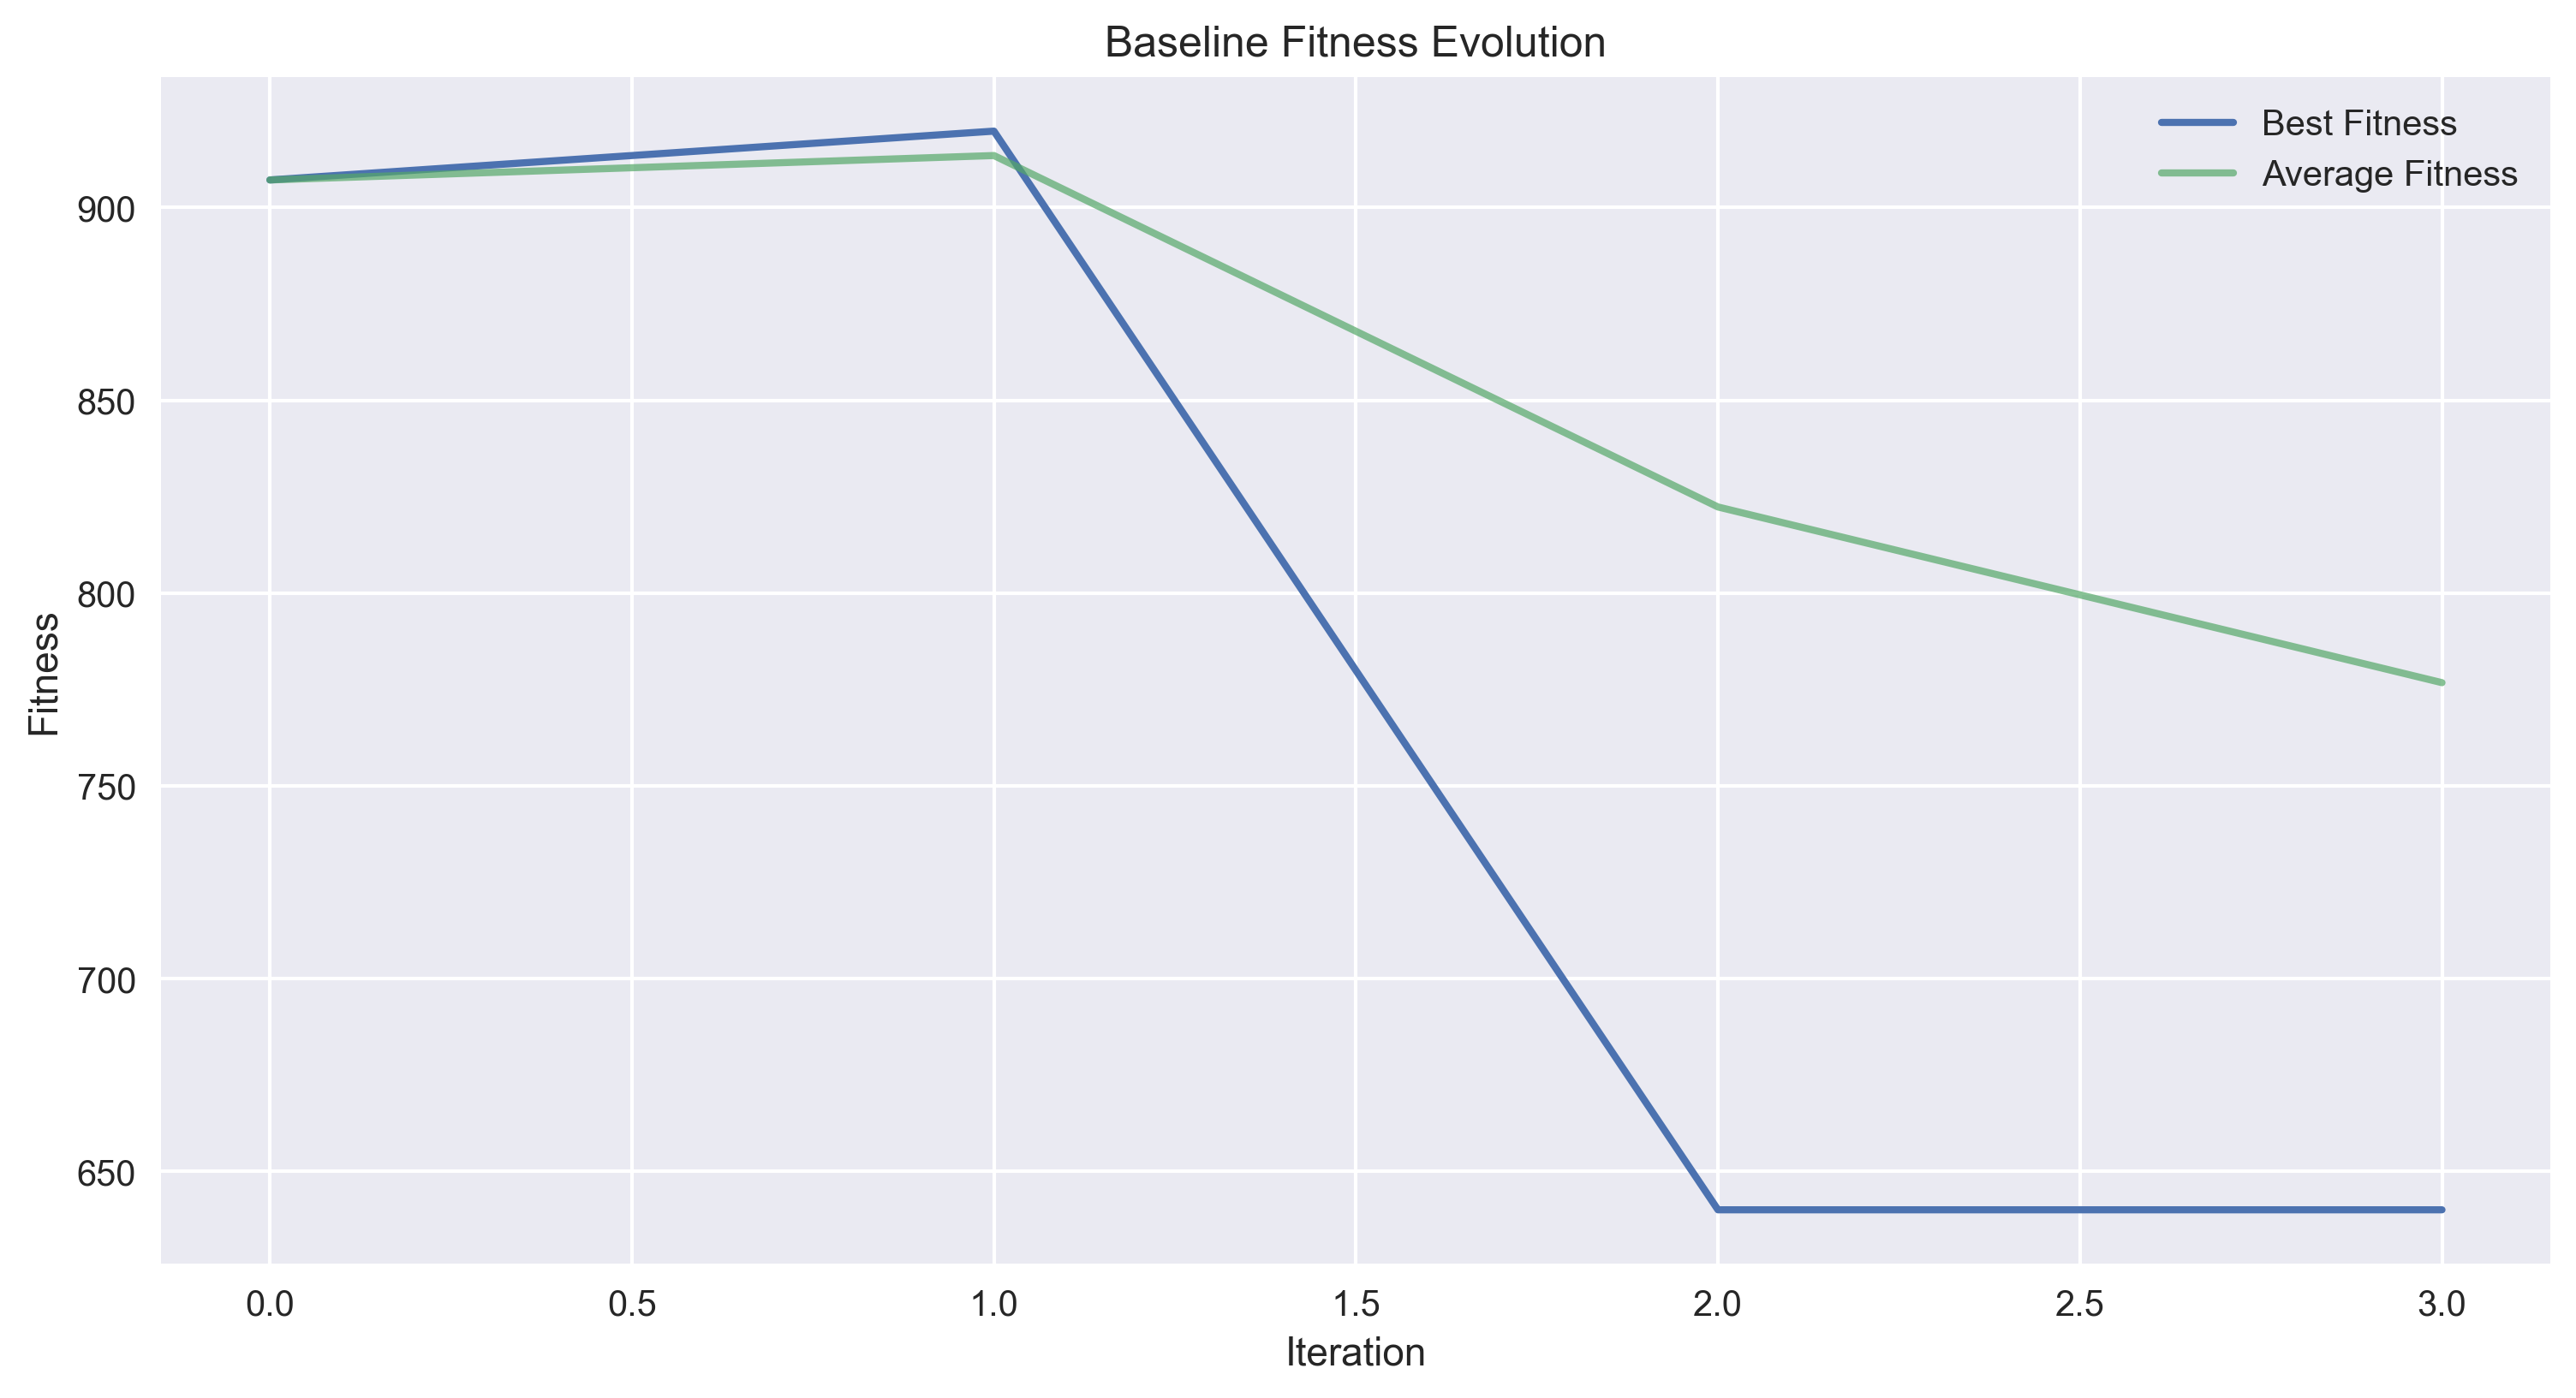 Baseline Fitness Evolution
Best Fitness
Average Fitness
900
850
800
750
700
650
Fitness
0.0 0.5 1.0 1.5 2.0 2.5 3.0
Iteration